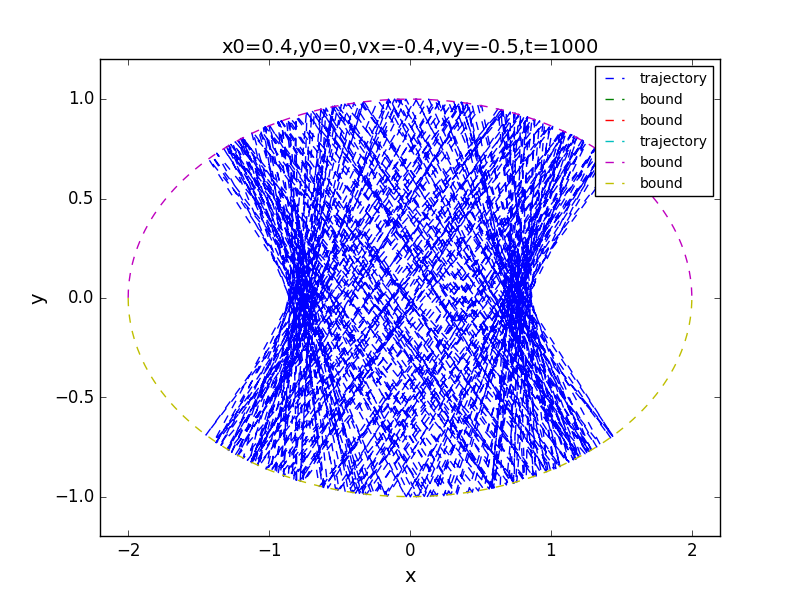 x0=0.4,y0=0,vx=-0.4,vy=-0.5,t=1000
trajectory
bound
bound
trajectory
bound
bound
1.0
0.5
0.0
−0.5
−1.0
y
−2
−1
0
1
2
x